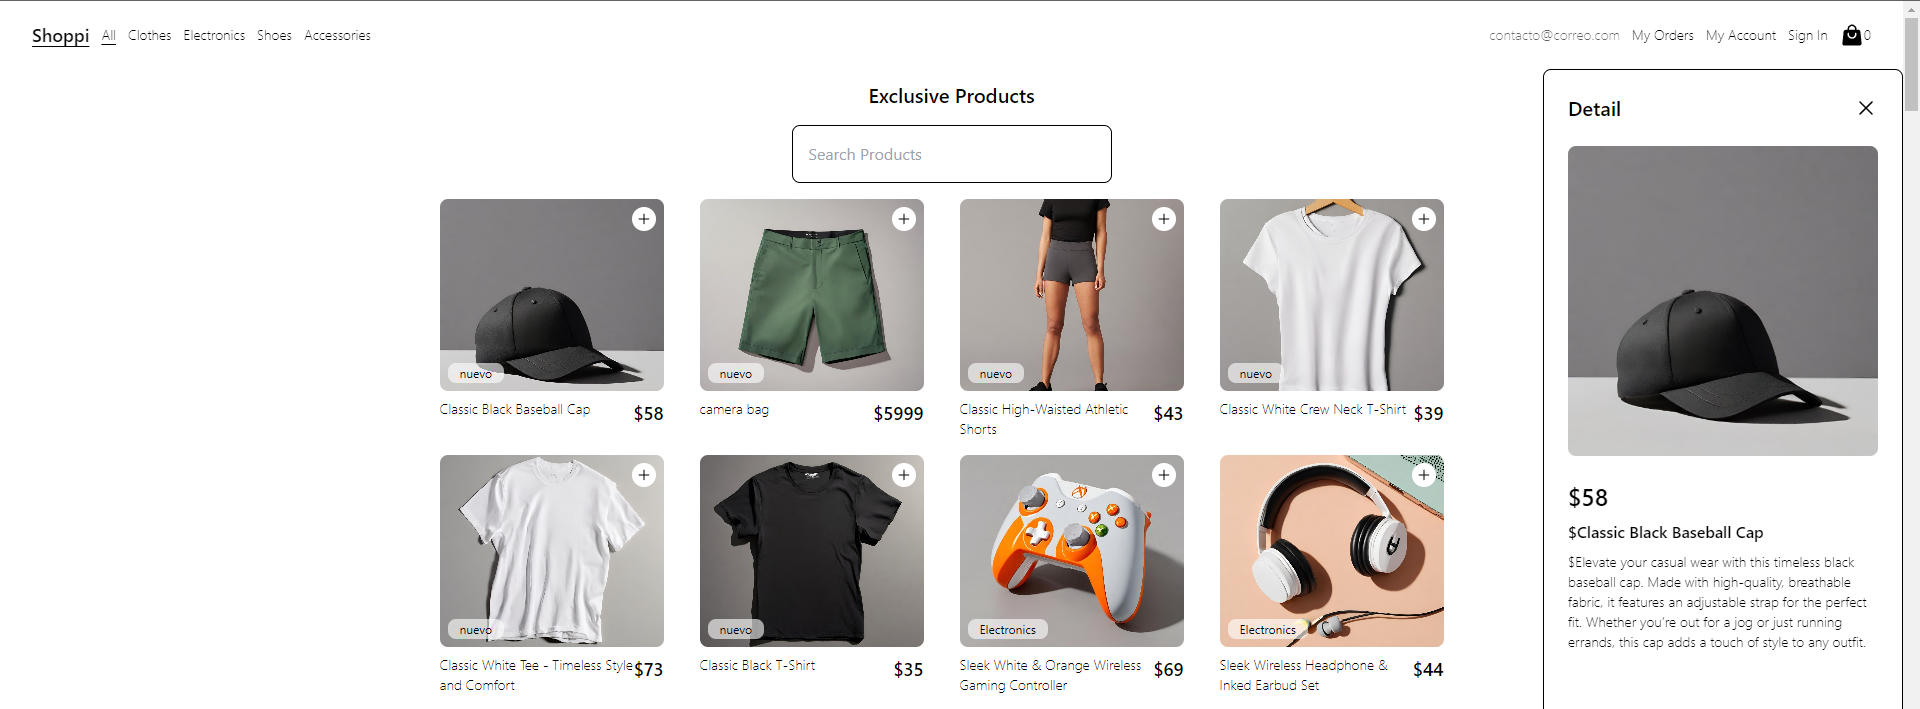 Shoppi All Clothes Electronics Shoes Accessories
contacto@correo.com My Orders My Account Sign In 0
Exclusive Products
Search Products
nuevo
Classic Black Baseball Cap $58
nuevo
camera bag $5999
nuevo
Classic High-Waisted Athletic $43
Shorts
nuevo
Classic White Crew Neck T-Shirt $39
nuevo
Classic White Tee - Timeless Style $73
and Comfort
nuevo
Classic Black T-Shirt $35
Electronics
Sleek White & Orange Wireless $69
Gaming Controller
Electronics
Sleek Wireless Headphone & $44
Inked Earbud Set
Detail
$58
$Classic Black Baseball Cap
$Elevate your casual wear with this timeless black
baseball cap. Made with high-quality, breathable
fabric, it features an adjustable strap for the perfect
fit. Whether you’re out for a jog or just running
errands, this cap adds a touch of style to any outfit.